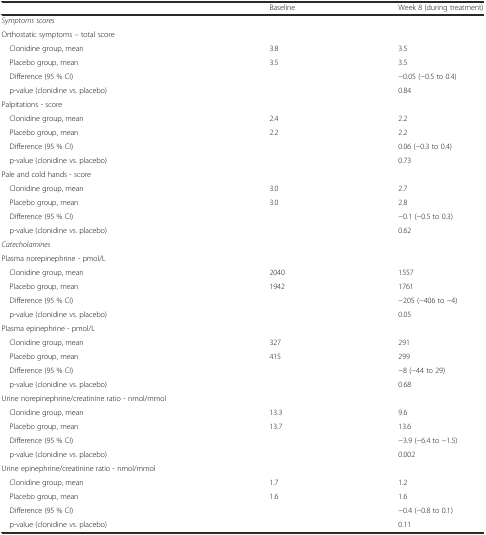 Baseline Week 8 (during treatment)
Symptoms scores
Orthostatic symptoms – total score
Clonidine group, mean 3.8 3.5
Placebo group, mean 3.5 3.5
Difference (95 % CI) −0.05 (−0.5 to 0.4)
p-value (clonidine vs. placebo) 0.84
Palpitations - score
Clonidine group, mean 2.4 2.2
Placebo group, mean 2.2 2.2
Difference (95 % CI) 0.06 (−0.3 to 0.4)
p-value (clonidine vs. placebo) 0.73
Pale and cold hands - score
Clonidine group, mean 3.0 2.7
Placebo group, mean 3.0 2.8
Difference (95 % CI) −0.1 (−0.5 to 0.3)
p-value (clonidine vs. placebo) 0.62
Catecholamines
Plasma norepinephrine - pmol/L
Clonidine group, mean 2040 1557
Placebo group, mean 1942 1761
Difference (95 % CI) −205 (−406 to −4)
p-value (clonidine vs. placebo) 0.05
Plasma epinephrine - pmol/L
Clonidine group, mean 327 291
Placebo group, mean 415 299
Difference (95 % CI) −8 (−44 to 29)
p-value (clonidine vs. placebo) 0.68
Urine norepinephrine/creatinine ratio - nmol/mmol
Clonidine group, mean 13.3 9.6
Placebo group, mean 13.7 13.6
Difference (95 % CI) −3.9 (−6.4 to −1.5)
p-value (clonidine vs. placebo) 0.002
Urine epinephrine/creatinine ratio - nmol/mmol
Clonidine group, mean 1.7 1.2
Placebo group, mean 1.6 1.6
Difference (95 % CI) −0.4 (−0.8 to 0.1)
p-value (clonidine vs. placebo) 0.11